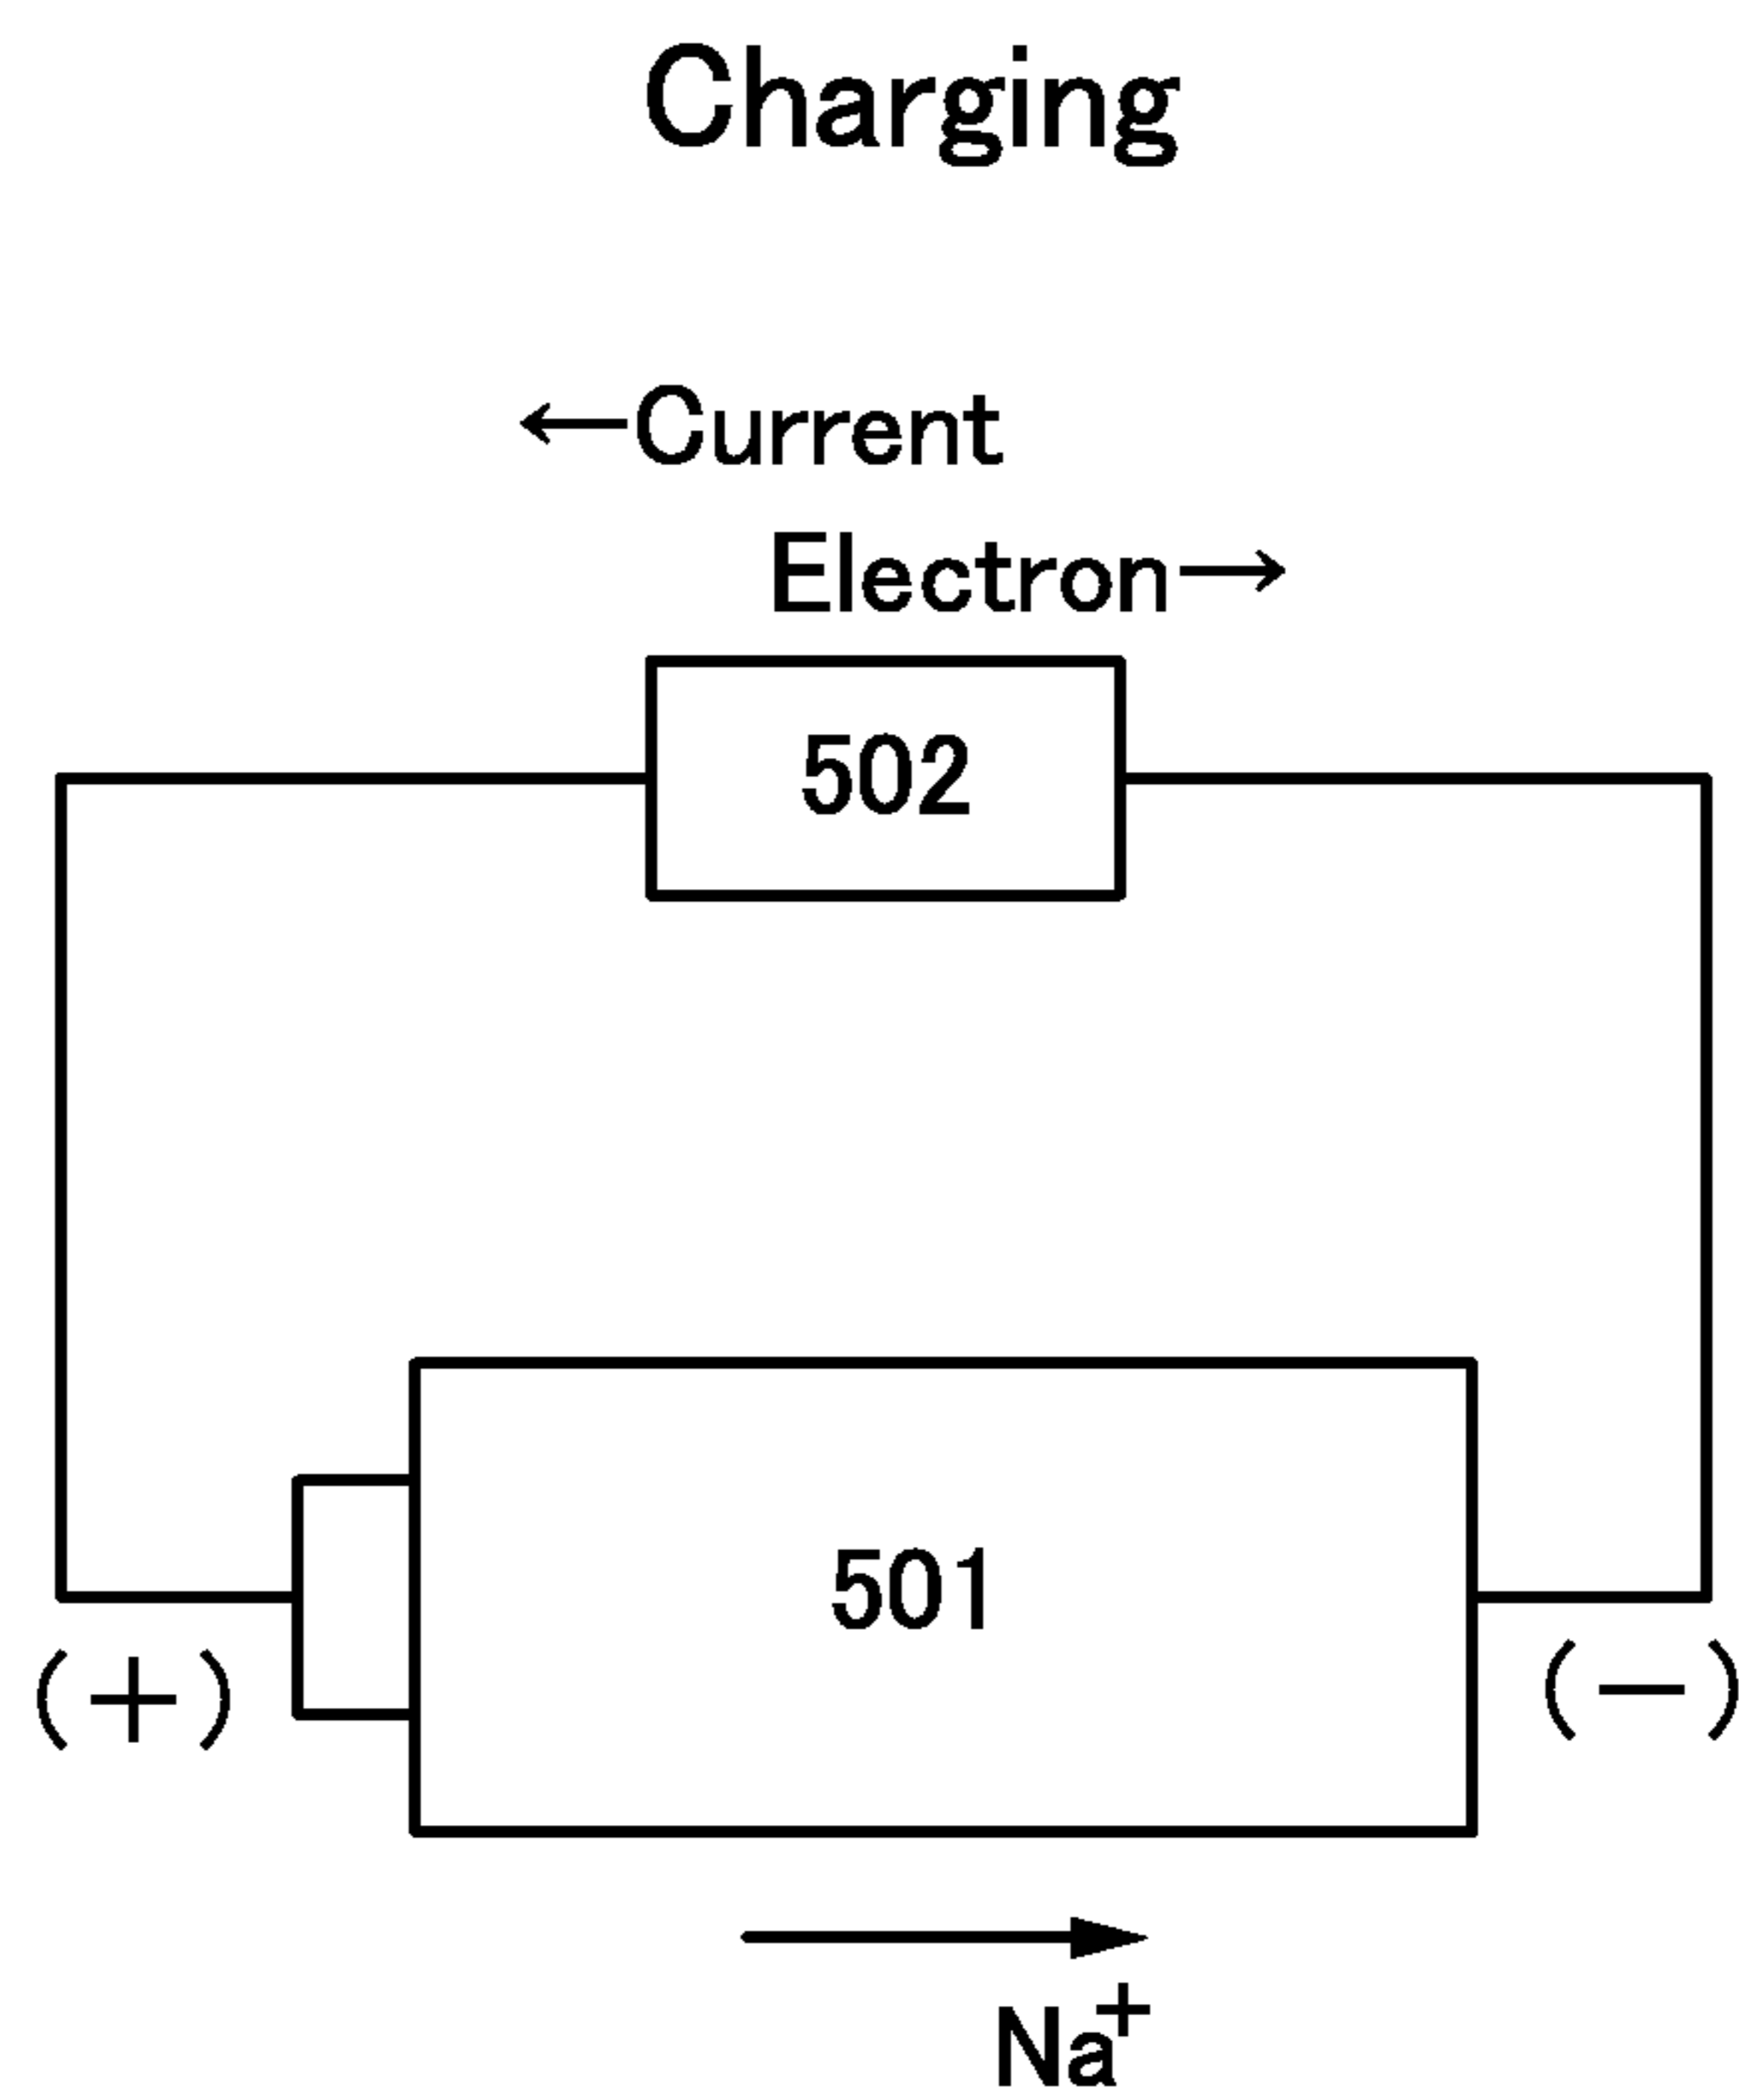 Charging
←Current
Electron→
502
501
(+)
(−)
Na+